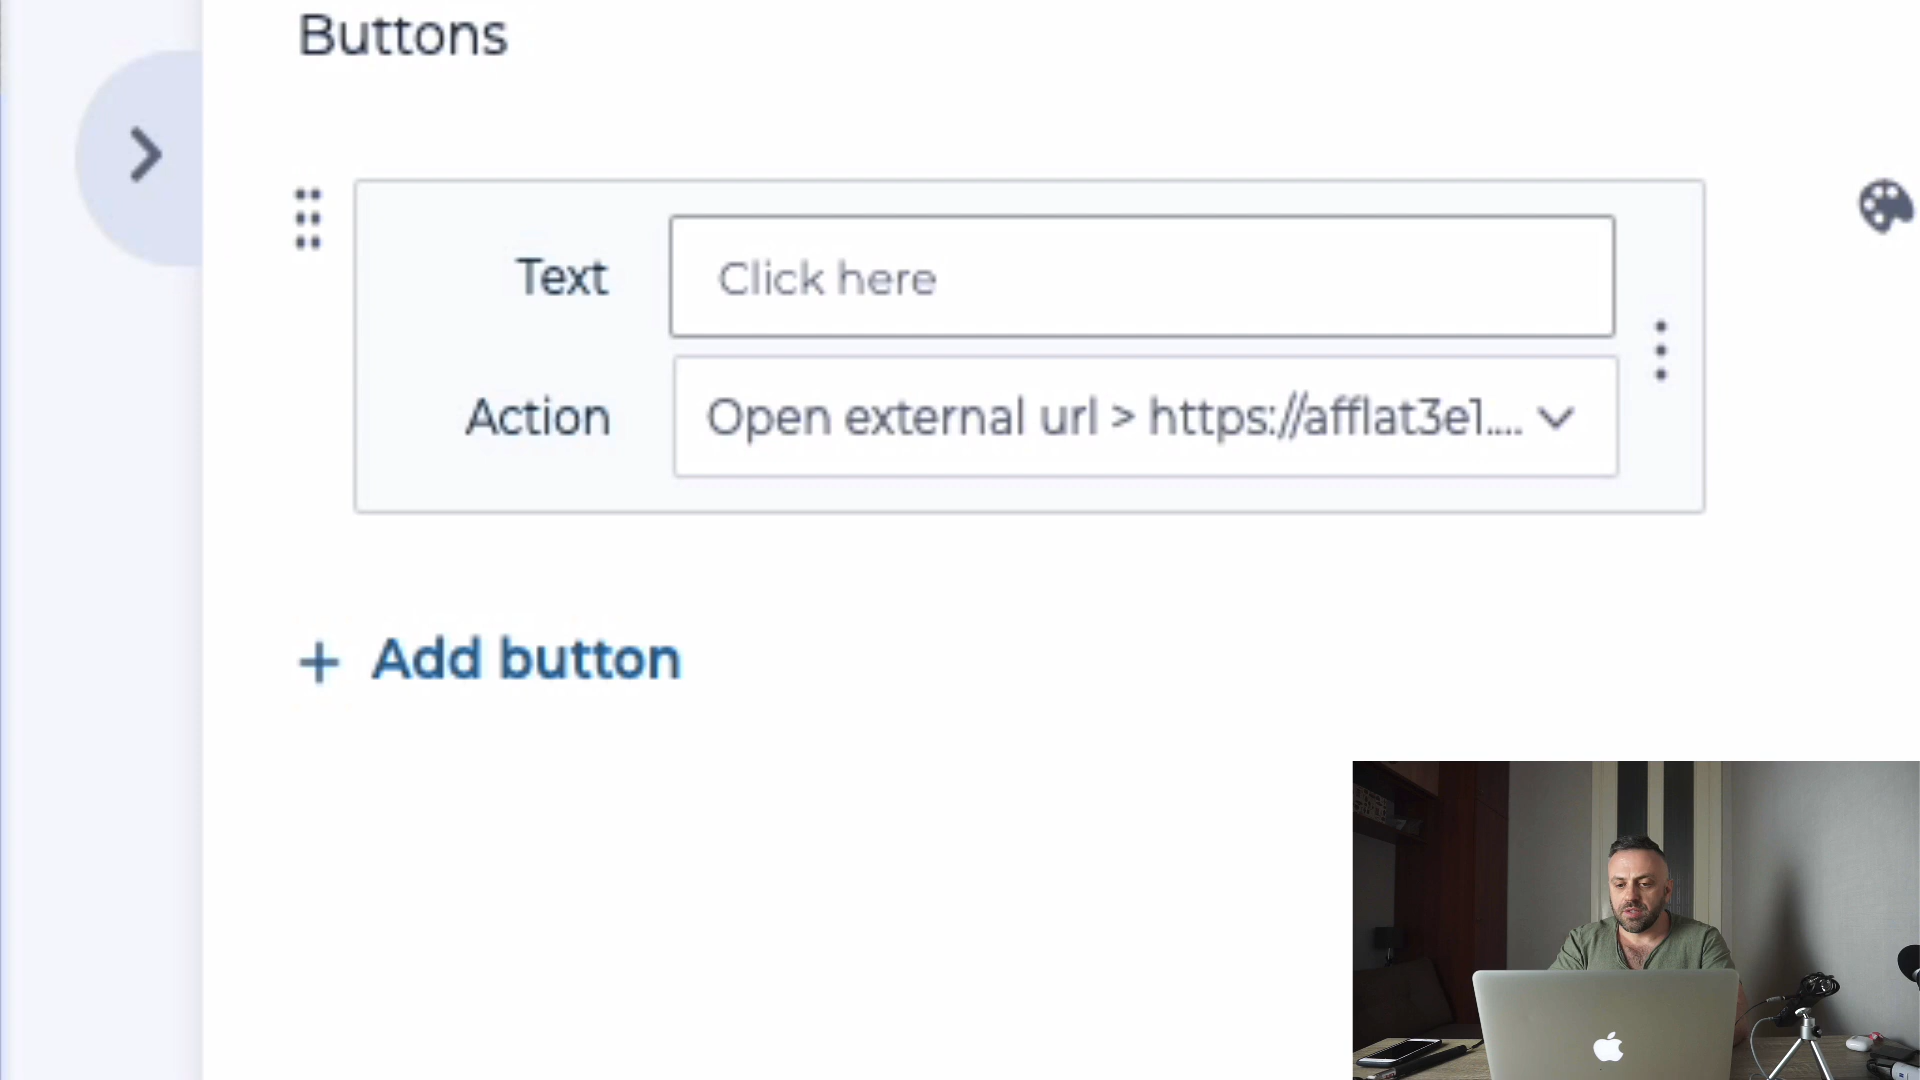 Buttons
Text
Click here
Action
Open external url > https://afflat3e1....
+ Add button